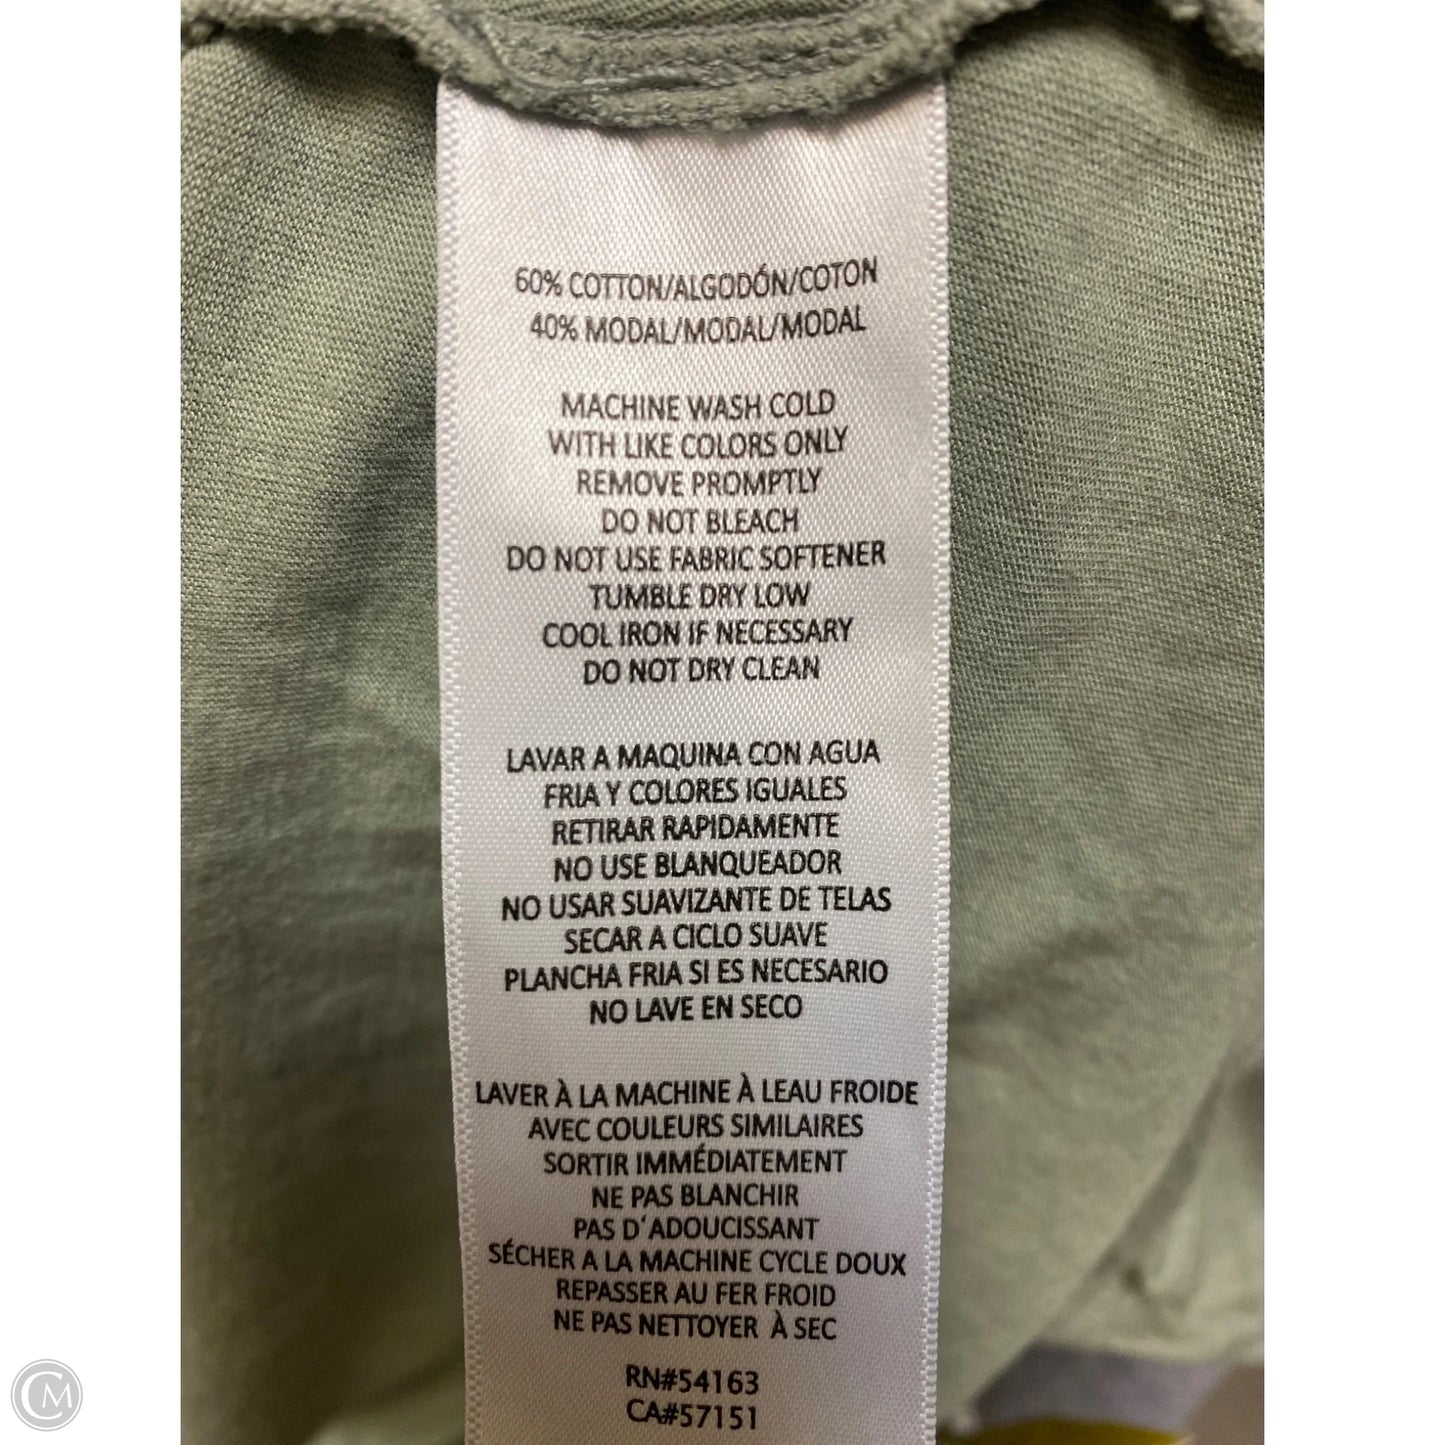 60% COTTON/ALGODÓN/COTON
40% MODAL/MODAL/MODAL
MACHINE WASH COLD
WITH LIKE COLORS ONLY
REMOVE PROMPTLY
DO NOT BLEACH
DO NOT USE FABRIC SOFTENER
TUMBLE DRY LOW
COOL IRON IF NECESSARY
DO NOT DRY CLEAN
LAVAR A MAQUINA CON AGUA
FRIA Y COLORES IGUALES
RETIRAR RAPIDAMENTE
NO USE BLANQUEADOR
NO USAR SUAVIZANTE DE TELAS
SECAR A CICLO SUAVE
PLANCHA FRIA SI ES NECESARIO
NO LAVE EN SECO
LAVER À LA MACHINE À LEAU FROIDE
AVEC COULEURS SIMILAIRES
SORTIR IMMÉDIATEMENT
NE PAS BLANCHIR
PAS D'ADOUCISSANT
SÉCHER A LA MACHINE CYCLE DOUX
REPASSER AU FER FROID
NE PAS NETTOYER À SEC
RN#54163
CA#57151
CM